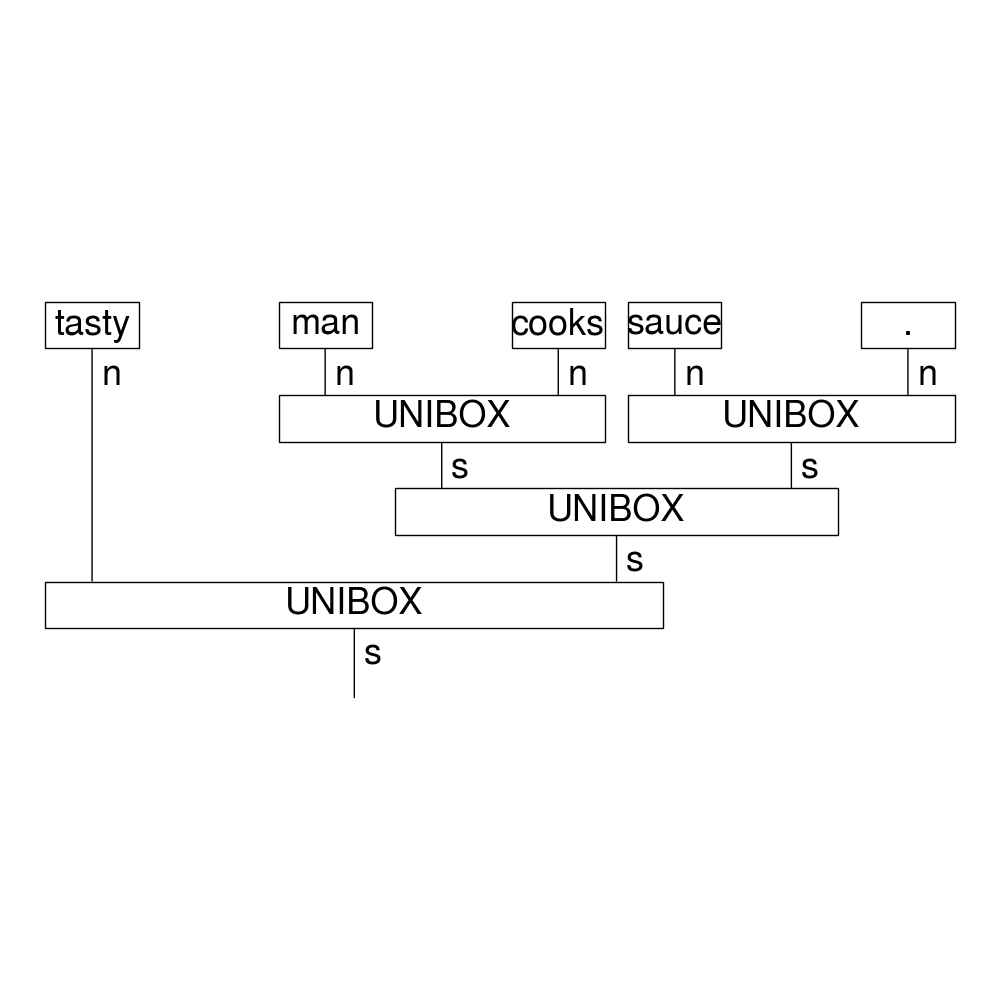 tasty man cooks sauce .
n n n n n
UNIBOX UNIBOX
s s
UNIBOX
s
UNIBOX
s